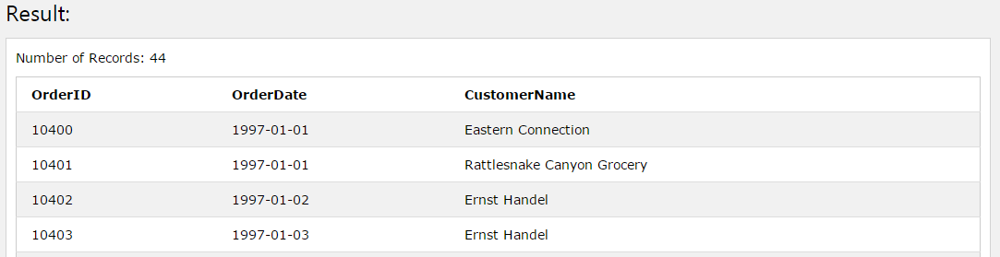 Result:
Number of Records: 44
OrderID OrderDate CustomerName
10400 1997-01-01 Eastern Connection
10401 1997-01-01 Rattlesnake Canyon Grocery
10402 1997-01-02 Ernst Handel
10403 1997-01-03 Ernst Handel